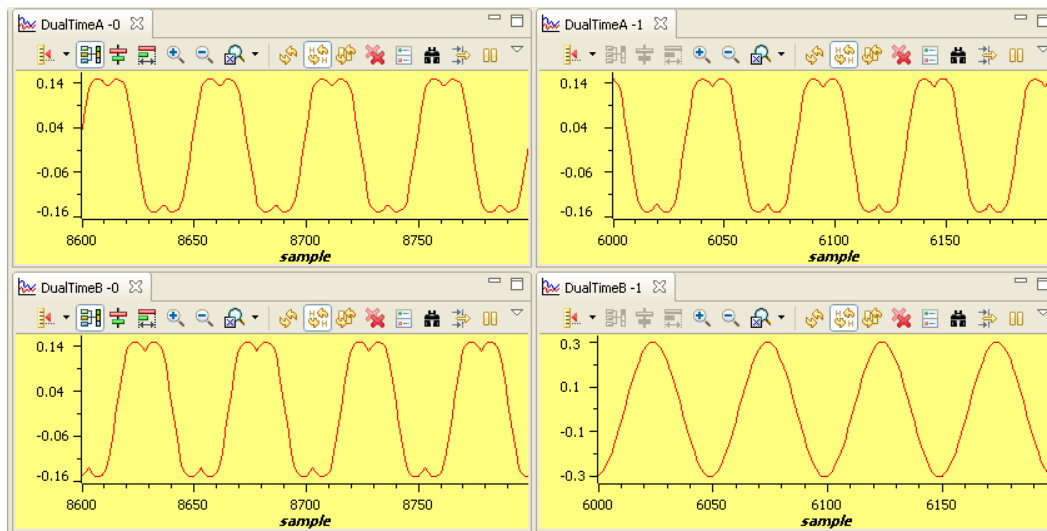 DualTimeA -0
0.14
0.04
-0.06
-0.16
8600 8650 8700 8750
sample
DualTimeA -1
0.14
0.04
-0.06
-0.16
6000 6050 6100 6150
sample
DualTimeB -0
0.14
0.04
-0.06
-0.16
8600 8650 8700 8750
sample
DualTimeB -1
0.3
0.1
-0.1
-0.3
6000 6050 6100 6150
sample